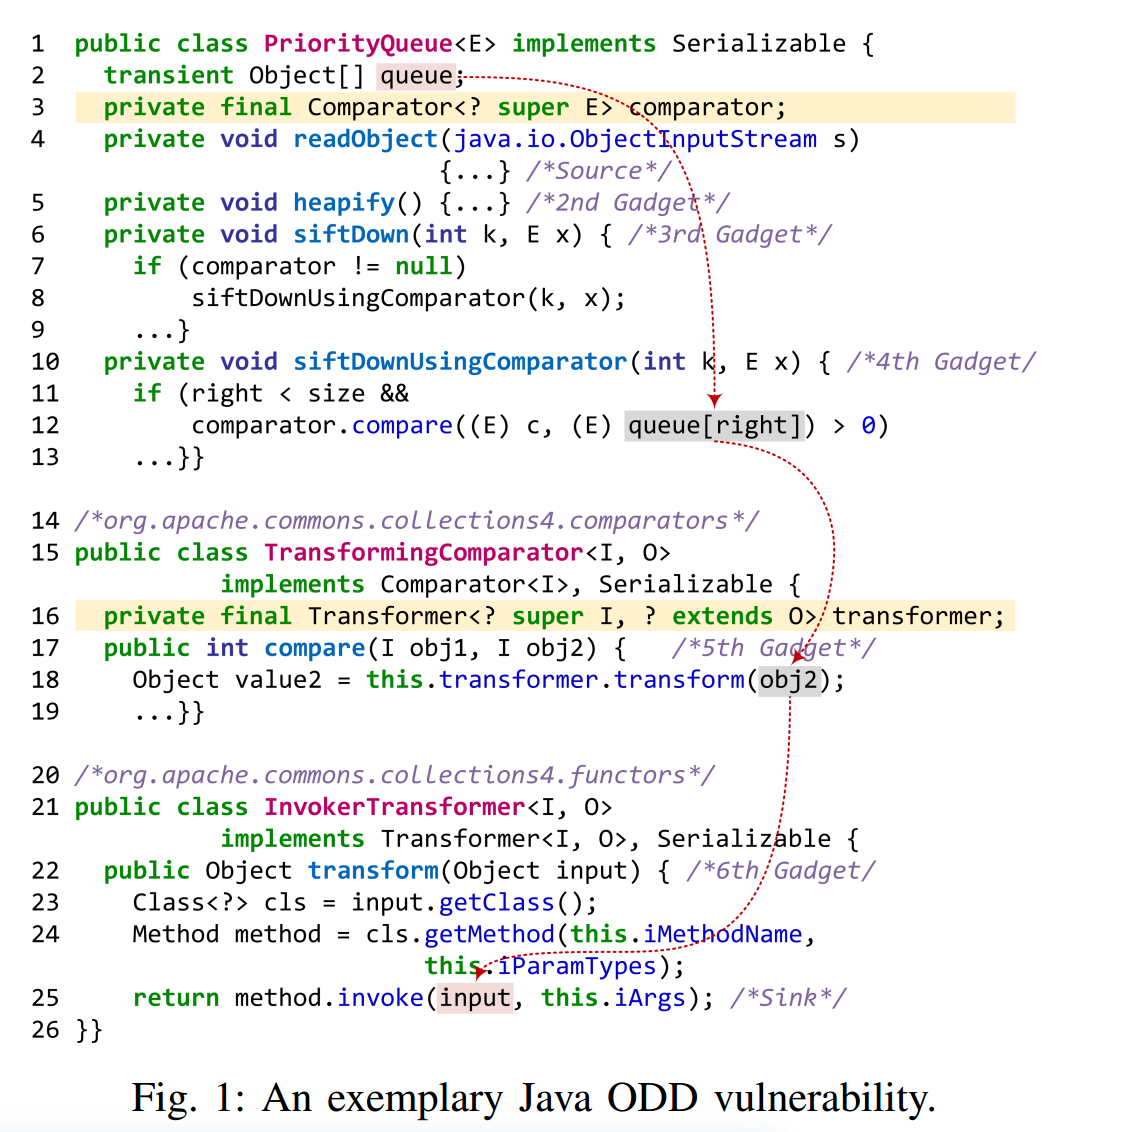 1 public class PriorityQueue<E> implements Serializable {
2 transient Object[] queue;
3 private final Comparator<? super E> comparator;
4 private void readObject(java.io.ObjectInputStream s)
{...} /*Source*/
5 private void heapify() {...} /*2nd Gadget*/
6 private void siftDown(int k, E x) { /*3rd Gadget*/
7 if (comparator != null)
8 siftDownUsingComparator(k, x);
9 ...}
10 private void siftDownUsingComparator(int k, E x) { /*4th Gadget/
11 if (right < size &&
12 comparator.compare((E) c, (E) queue[right]) > 0)
13 ...}}
14 /*org.apache.commons.collections4.comparators*/
15 public class TransformingComparator<I, O>
implements Comparator<I>, Serializable {
16 private final Transformer<? super I, ? extends O> transformer;
17 public int compare(I obj1, I obj2) { /*5th Gadget*/
18 Object value2 = this.transformer.transform(obj2);
19 ...}}
20 /*org.apache.commons.collections4.functors*/
21 public class InvokerTransformer<I, O>
implements Transformer<I, O>, Serializable {
22 public Object transform(Object input) { /*6th Gadget/
23 Class<?> cls = input.getClass();
24 Method method = cls.getMethod(this.iMethodName,
this.iParamTypes);
25 return method.invoke(input, this.iArgs); /*Sink*/
26 }}
Fig. 1: An exemplary Java ODD vulnerability.